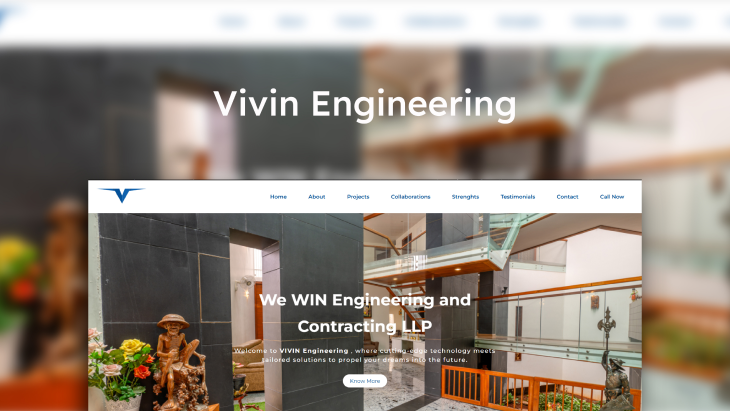 Vivin Engineering
Home About Projects Collaborations Strenghts Testimonials Contact Call Now
We WIN Engineering and
Contracting LLP
Welcome to VIVIN Engineering , where cutting-edge technology meets
tailored solutions to propel your dreams into the future.
Know More